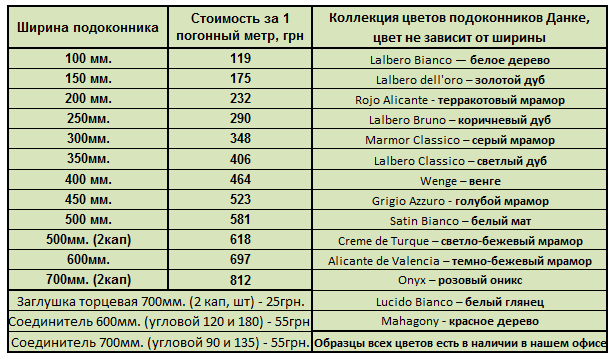 Ширина подоконника
Стоимость за 1
погонный метр, грн
Коллекция цветов подоконников Данке,
цвет не зависит от ширины
100 мм. 119 Lalbero Bianco — белое дерево
150 мм. 175 Lalbero dell'oro – золотой дуб
200 мм. 232 Rojo Alicante - терракотовый мрамор
250мм. 290 Lalbero Bruno – коричневый дуб
300мм. 348 Marmor Classico – серый мрамор
350мм. 406 Lalbero Classico – светлый дуб
400 мм. 464 Wenge – венге
450 мм. 523 Grigio Azzuro - голубой мрамор
500 мм. 581 Satin Bianco – белый мат
500мм. (2кап) 618 Creme de Turque – светло-бежевый мрамор
600мм. 697 Alicante de Valencia – темно-бежевый мрамор
700мм. (2кап) 812 Onyx – розовый оникс
Заглушка торцевая 700мм. (2 кап, шт) - 25грн. Lucido Bianco – белый глянец
Соединитель 600мм. (угловой 120 и 180) - 55грн Mahagony - красное дерево
Соединитель 700мм. (угловой 90 и 135) - 55грн. Образцы всех цветов есть в наличии в нашем офисе